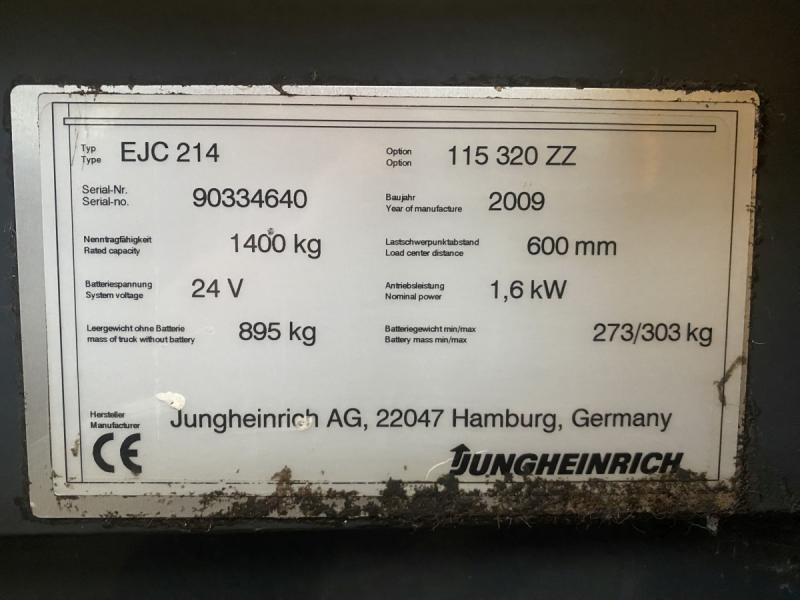 Typ EJC 214 Option 115 320 ZZ
Type Option
Serial-Nr. 90334640 Baujahr 2009
Serial-no. Year of manufacture
Nenntragfähigkeit 1400 kg Lastschwerpunktabstand 600 mm
Rated capacity Load center distance
Batteriespannung 24 V Antriebsleistung 1,6 kW
System voltage Nominal power
Leergewicht ohne Batterie 895 kg Batteriegewicht min/max 273/303 kg
mass of truck without battery Battery mass min/max
Hersteller Jungheinrich AG, 22047 Hamburg, Germany
Manufacturer
CE JUNGHEINRICH